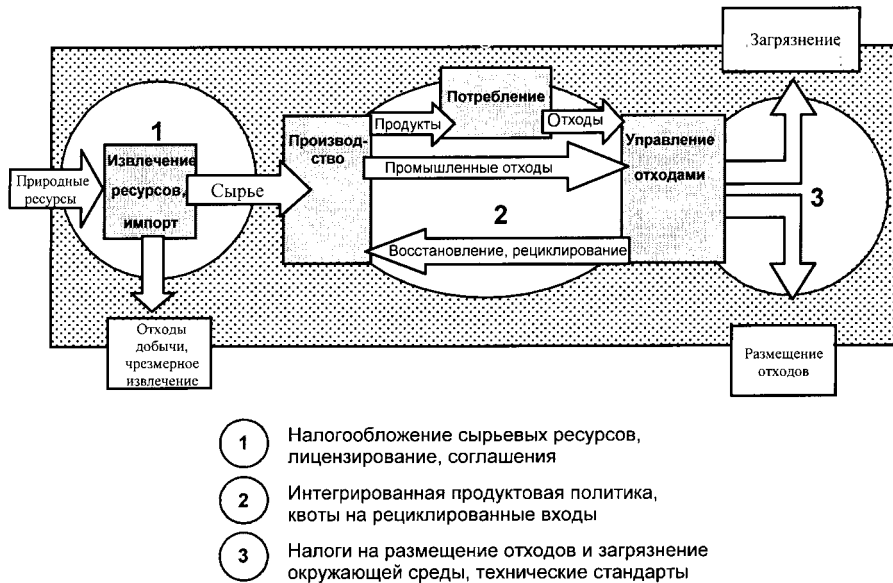 Загрязнение
Потребление
Продукты
Отходы
1
Извлечение
ресурсов,
импорт
Производ-
ство
Управление
отходами
Природные
ресурсы
Сырье
Промышленные отходы
2
3
Восстановление, рециклирование
Отходы
добычи,
чрезмерное
извлечение
Размещение
отходов
1
Налогообложение сырьевых ресурсов,
лицензирование, соглашения
2
Интегрированная продуктовая политика,
квоты на рециклированные входы
3
Налоги на размещение отходов и загрязнение
окружающей среды, технические стандарты